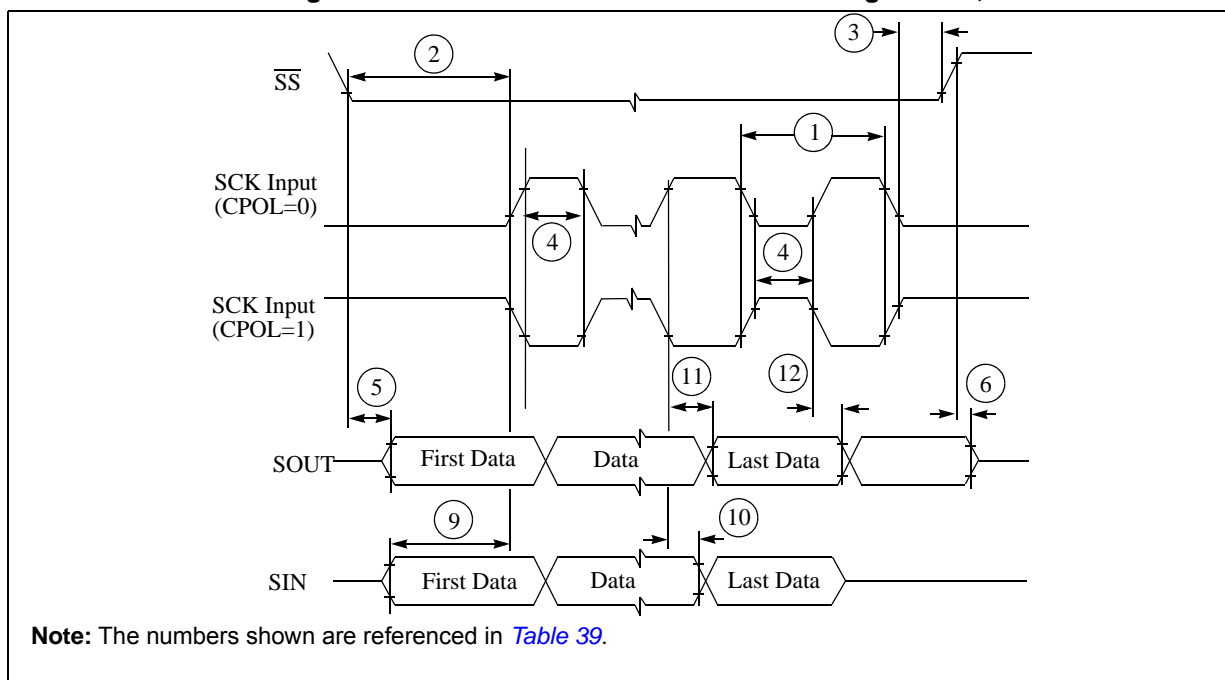 3
2
SS
1
SCK Input
(CPOL=0)
4
4
SCK Input
(CPOL=1)
11
12
5
6
SOUT
First Data
Data
Last Data
9
10
SIN
First Data
Data
Last Data
Note: The numbers shown are referenced in Table 39.